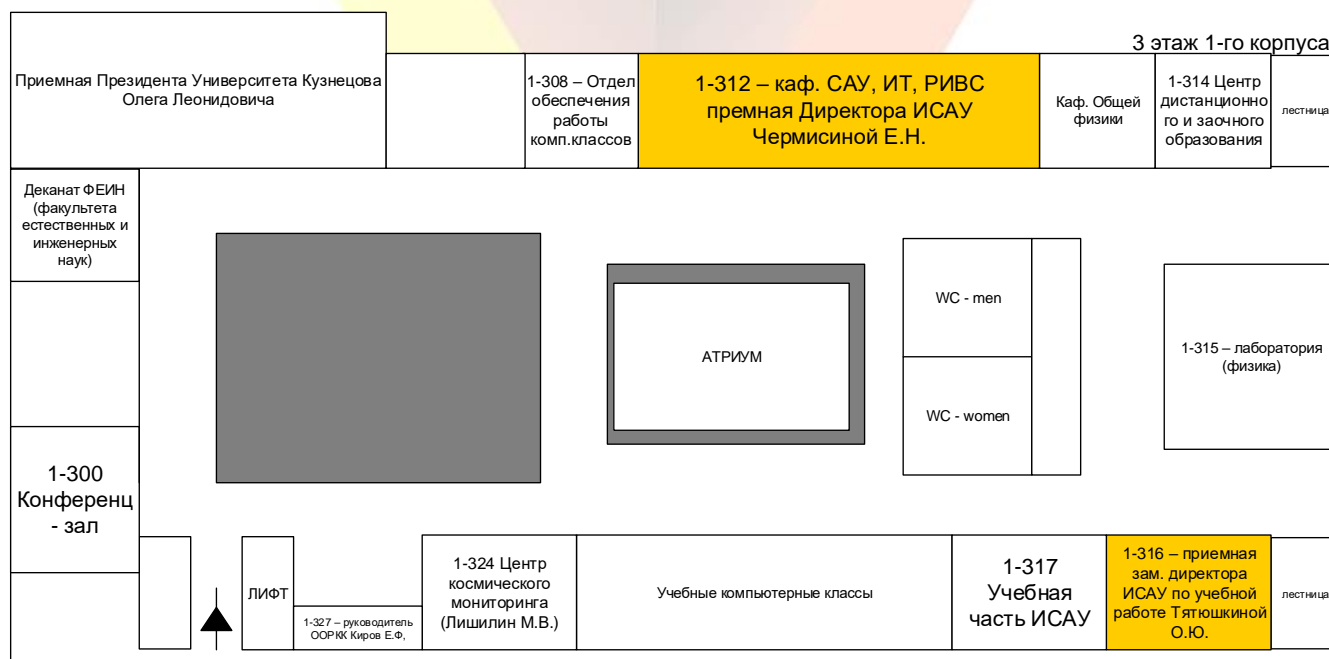 3 этаж 1-го корпуса
Приемная Президента Университета Кузнецова
Олега Леонидовича
1-308 – Отдел
обеспечения
работы
комп.классов
1-312 – каф. САУ, ИТ, РИВС
премная Директора ИСАУ
Чермисиной Е.Н.
Каф. Общей
физики
1-314 Центр
дистанционно
го и заочного
образования
лестница
Деканат ФЕИН
(факультета
естественных и
инженерных
наук)
WC - men
АТРИУМ
1-315 – лаборатория
(физика)
WC - women
1-300
Конференц
- зал
ЛИФТ
1-327 – руководитель
ООРКК Киров Е.Ф,
1-324 Центр
космического
мониторинга
(Лишилин М.В.)
Учебные компьютерные классы
1-317
Учебная
часть ИСАУ
1-316 – приемная
зам. директора
ИСАУ по учебной
работе Тятюшкиной
О.Ю.
лестница